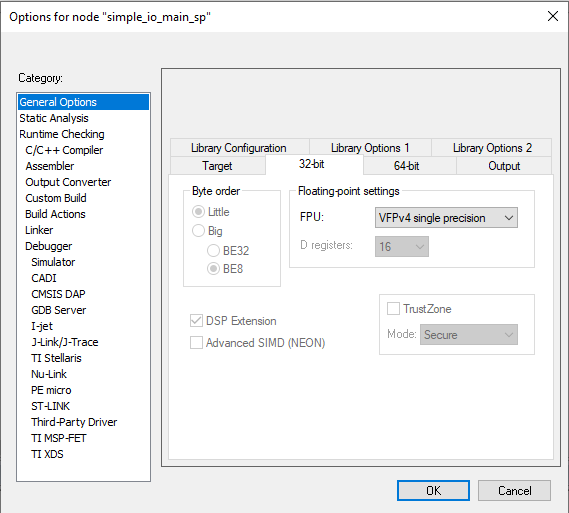 Options for node "simple_io_main_sp"
Category:
General Options
Static Analysis
Runtime Checking
C/C++ Compiler
Assembler
Output Converter
Custom Build
Build Actions
Linker
Debugger
Simulator
CADI
CMSIS DAP
GDB Server
I-jet
J-Link/J-Trace
TI Stellaris
Nu-Link
PE micro
ST-LINK
Third-Party Driver
TI MSP-FET
TI XDS
Library Configuration Library Options 1 Library Options 2
Target 32-bit 64-bit Output
Byte order
Little
Big
BE32
BE8
Floating-point settings
FPU: VFPv4 single precision
D registers: 16
DSP Extension
Advanced SIMD (NEON)
TrustZone
Mode: Secure
OK Cancel